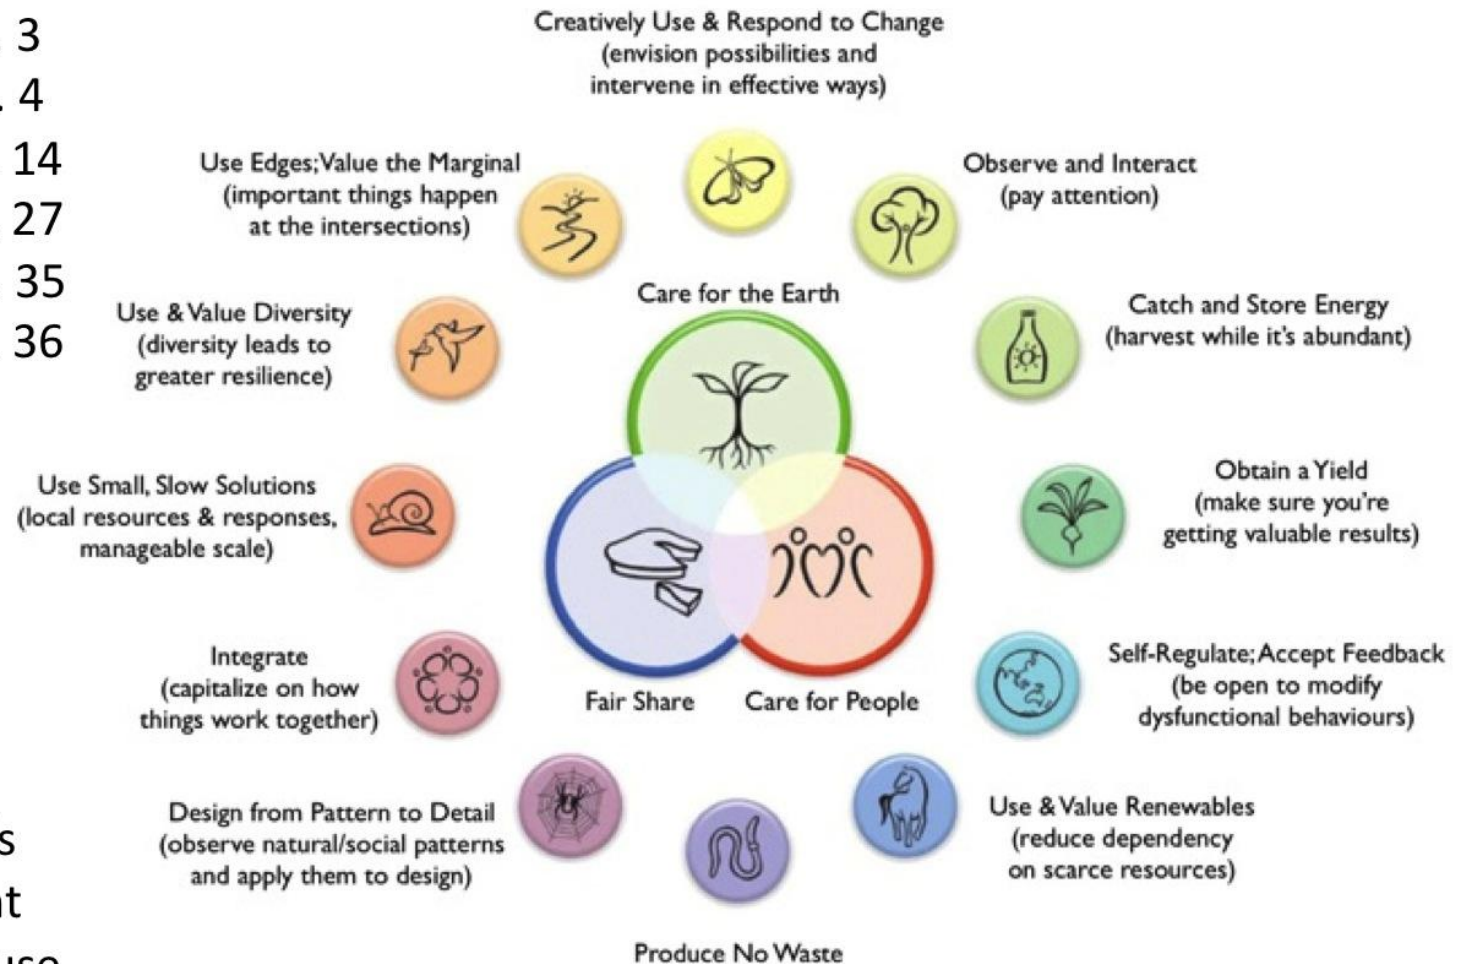 3
. 4
14
27
35
36
Creatively Use & Respond to Change
(envision possibilities and
intervene in effective ways)
Use Edges; Value the Marginal
(important things happen
at the intersections)
Observe and Interact
(pay attention)
Use & Value Diversity
(diversity leads to
greater resilience)
Care for the Earth
Catch and Store Energy
(harvest while it's abundant)
Use Small, Slow Solutions
(local resources & responses,
manageable scale)
Obtain a Yield
(make sure you're
getting valuable results)
Integrate
(capitalize on how
things work together)
Fair Share
Care for People
Self-Regulate; Accept Feedback
(be open to modify
dysfunctional behaviours)
Design from Pattern to Detail
(observe natural/social patterns
and apply them to design)
Use & Value Renewables
(reduce dependency
on scarce resources)
Produce No Waste